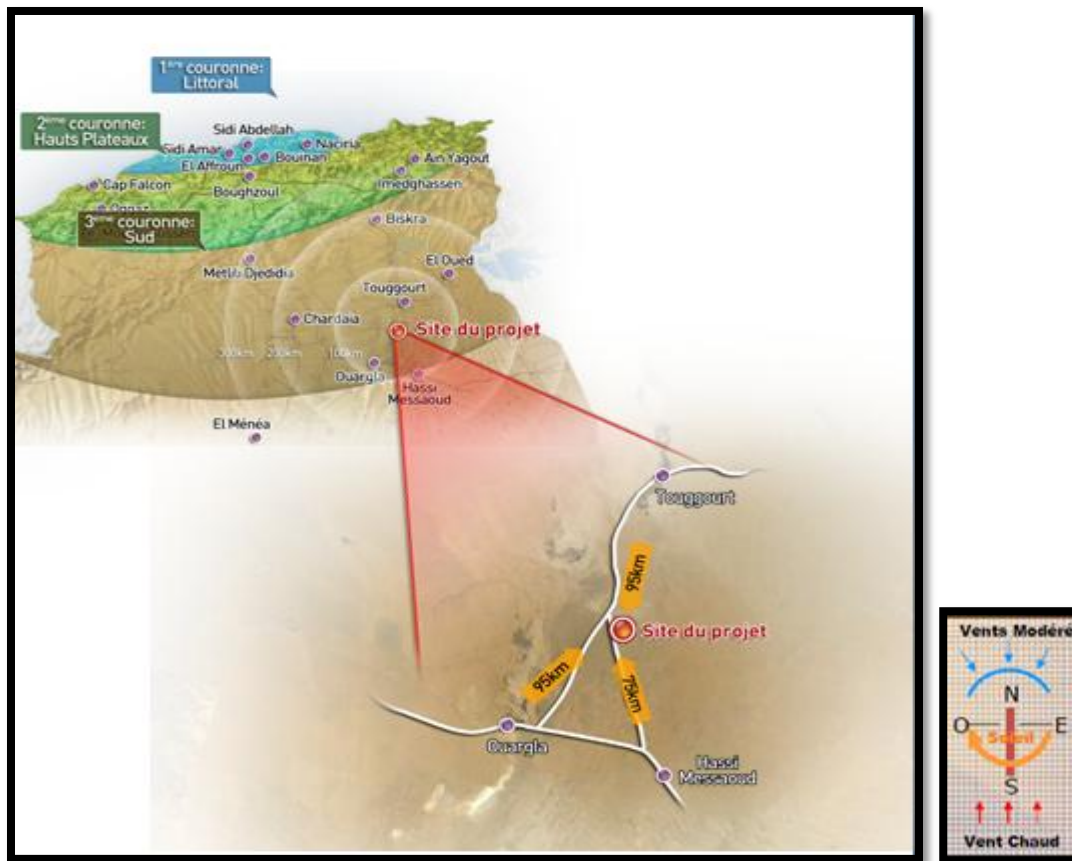 1ère couronne:
Littoral
2ème couronne:
Hauts Plateaux
Sidi Abdellah
Naciria
Sidi Amar
Bouinan
El Affroun
Ain Yagout
Imedghassen
Boughzoul
Cap Falcon
3ème couronne:
Sud
Biskra
El Oued
Metlili Djedidia
Touggourt
Ghardaia
Site du projet
300km
200km
100km
Ouargla
Hassi
Messaoud
El Ménéa
Touggourt
95km
Site du projet
95km
75km
Ouargla
Hassi
Messaoud
Vents Modéré
N
O
Soleil
E
S
Vent Chaud